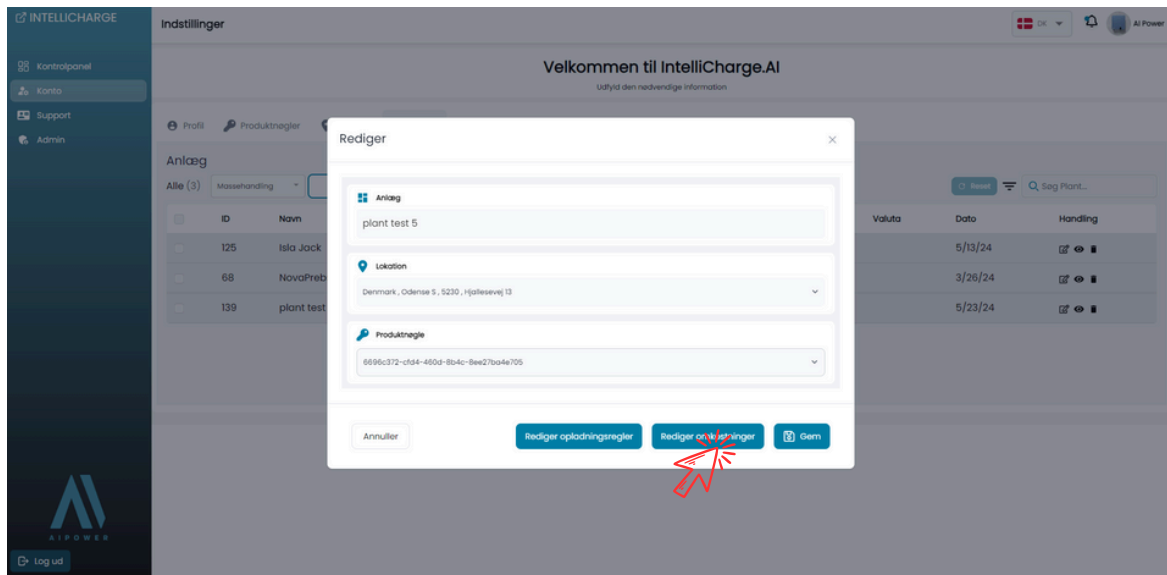 INTELLICHARGE
Indstillinger
DK
AI Power
Kontrolpanel
Konto
Support
Admin
Velkommen til IntelliCharge.AI
Udfyld den nødvendige information
Profil
Produktnøgler
Anlæg
Alle (3)
Massehandling
Reset
Søg Plant...
ID
Navn
Valuta
Dato
Handling
125
Isla Jack
5/13/24
68
NovaPreb
3/26/24
139
plant test
5/23/24
Rediger
×
Anlæg
plant test 5
Lokation
Denmark , Odense S , 5230 , Hjallesevej 13
Produktnøgle
6696c372-cfd4-460d-8b4c-8ee27ba4e705
Annuller
Rediger opladningsregler
Rediger omkostninger
Gem
AIPOWER
Log ud